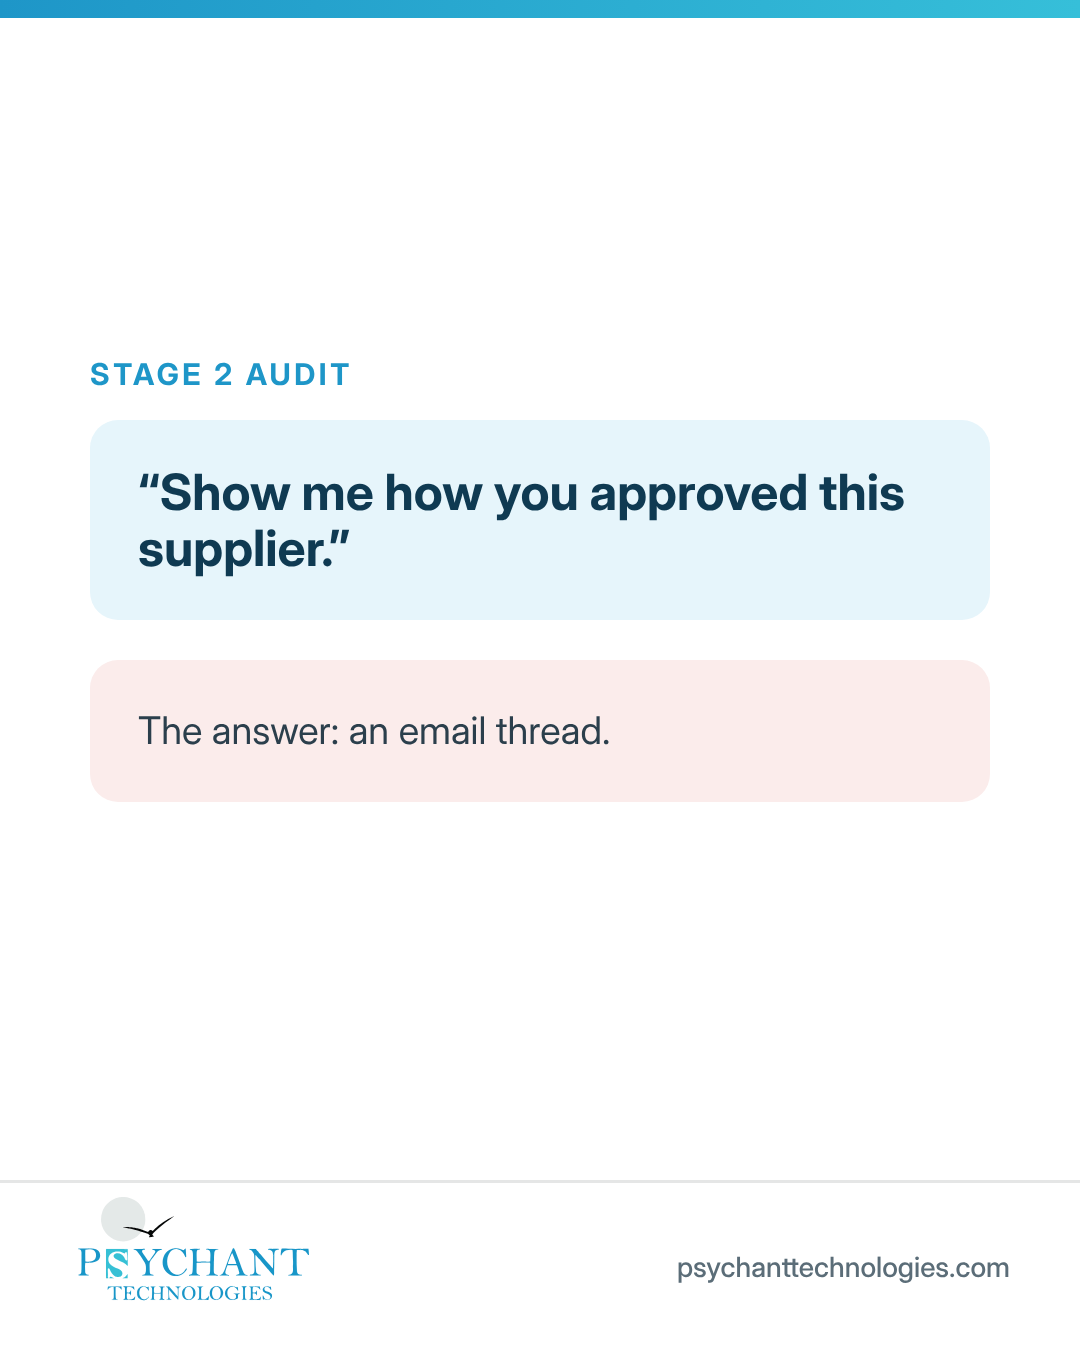 STAGE 2 AUDIT
“Show me how you approved this
supplier.”
The answer: an email thread.
PSYCHANT
TECHNOLOGIES
psychanttechnologies.com